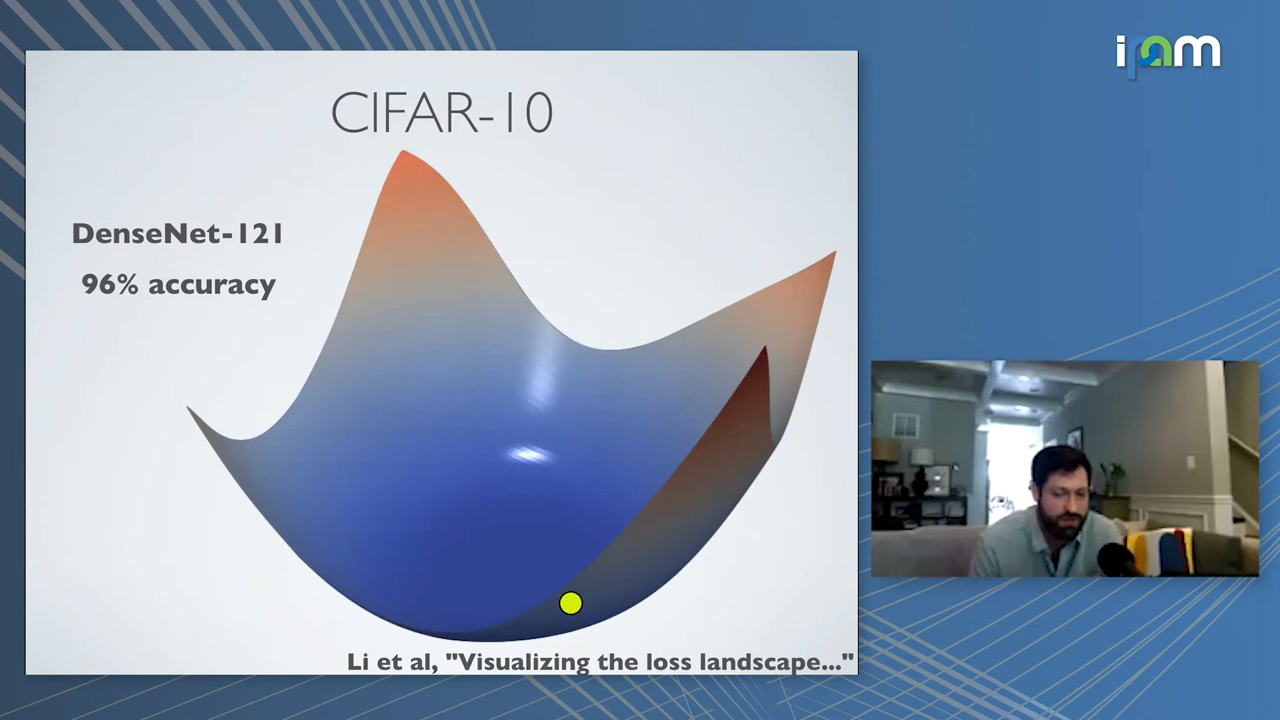 CIFAR-10
DenseNet-121
96% accuracy
Li et al, "Visualizing the loss landscape..."
ipam